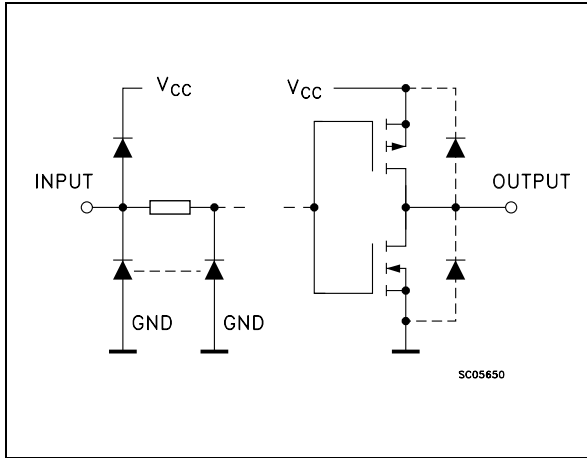 VCC
VCC
INPUT
OUTPUT
GND
GND
SC05650